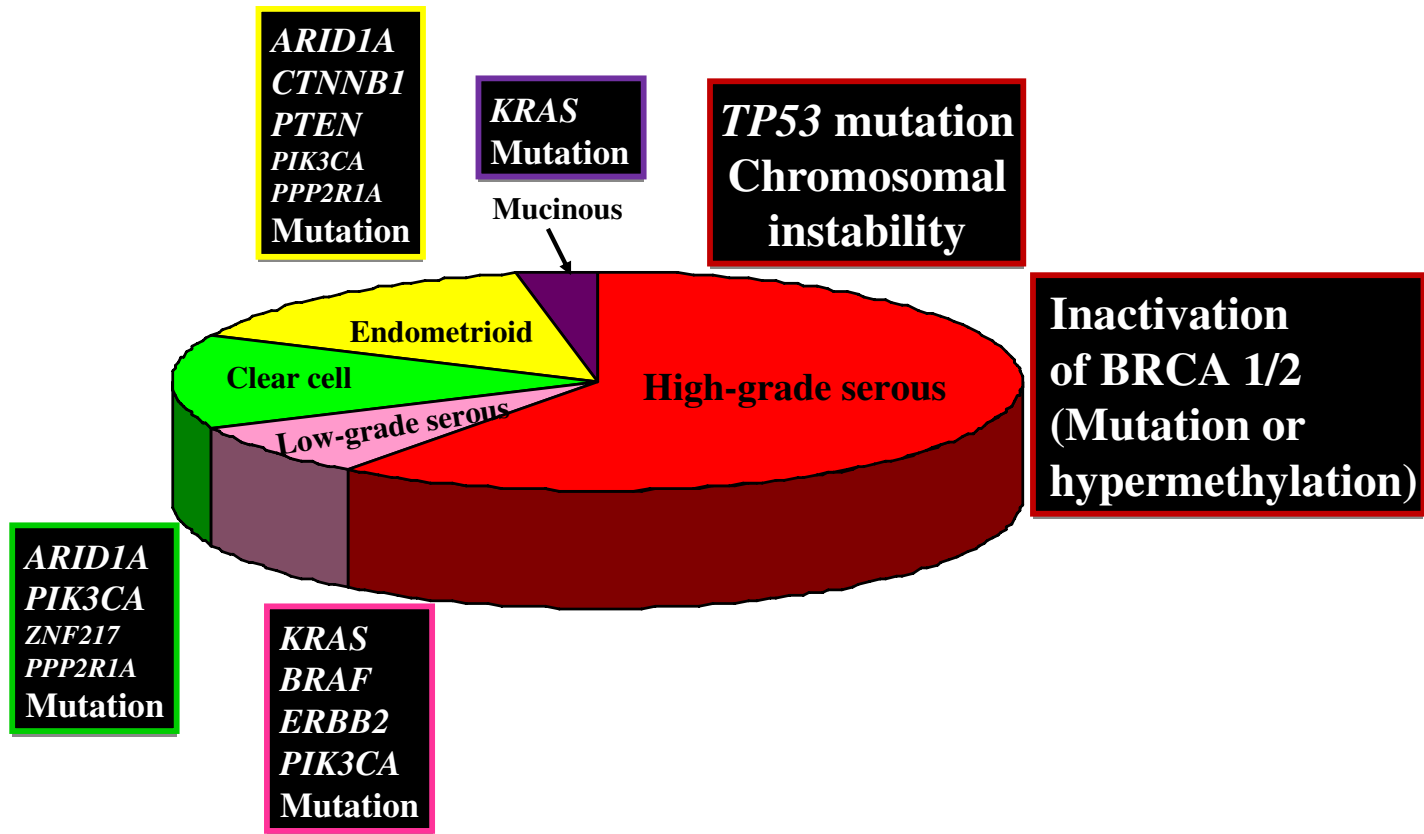 ARID1A
CTNNB1
PTEN
PIK3CA
PPP2R1A
Mutation
KRAS
Mutation
Mucinous
TP53 mutation
Chromosomal
instability
Inactivation
of BRCA 1/2
(Mutation or
hypermethylation)
Endometrioid
Clear cell
Low-grade serous
High-grade serous
ARID1A
PIK3CA
ZNF217
PPP2R1A
Mutation
KRAS
BRAF
ERBB2
PIK3CA
Mutation